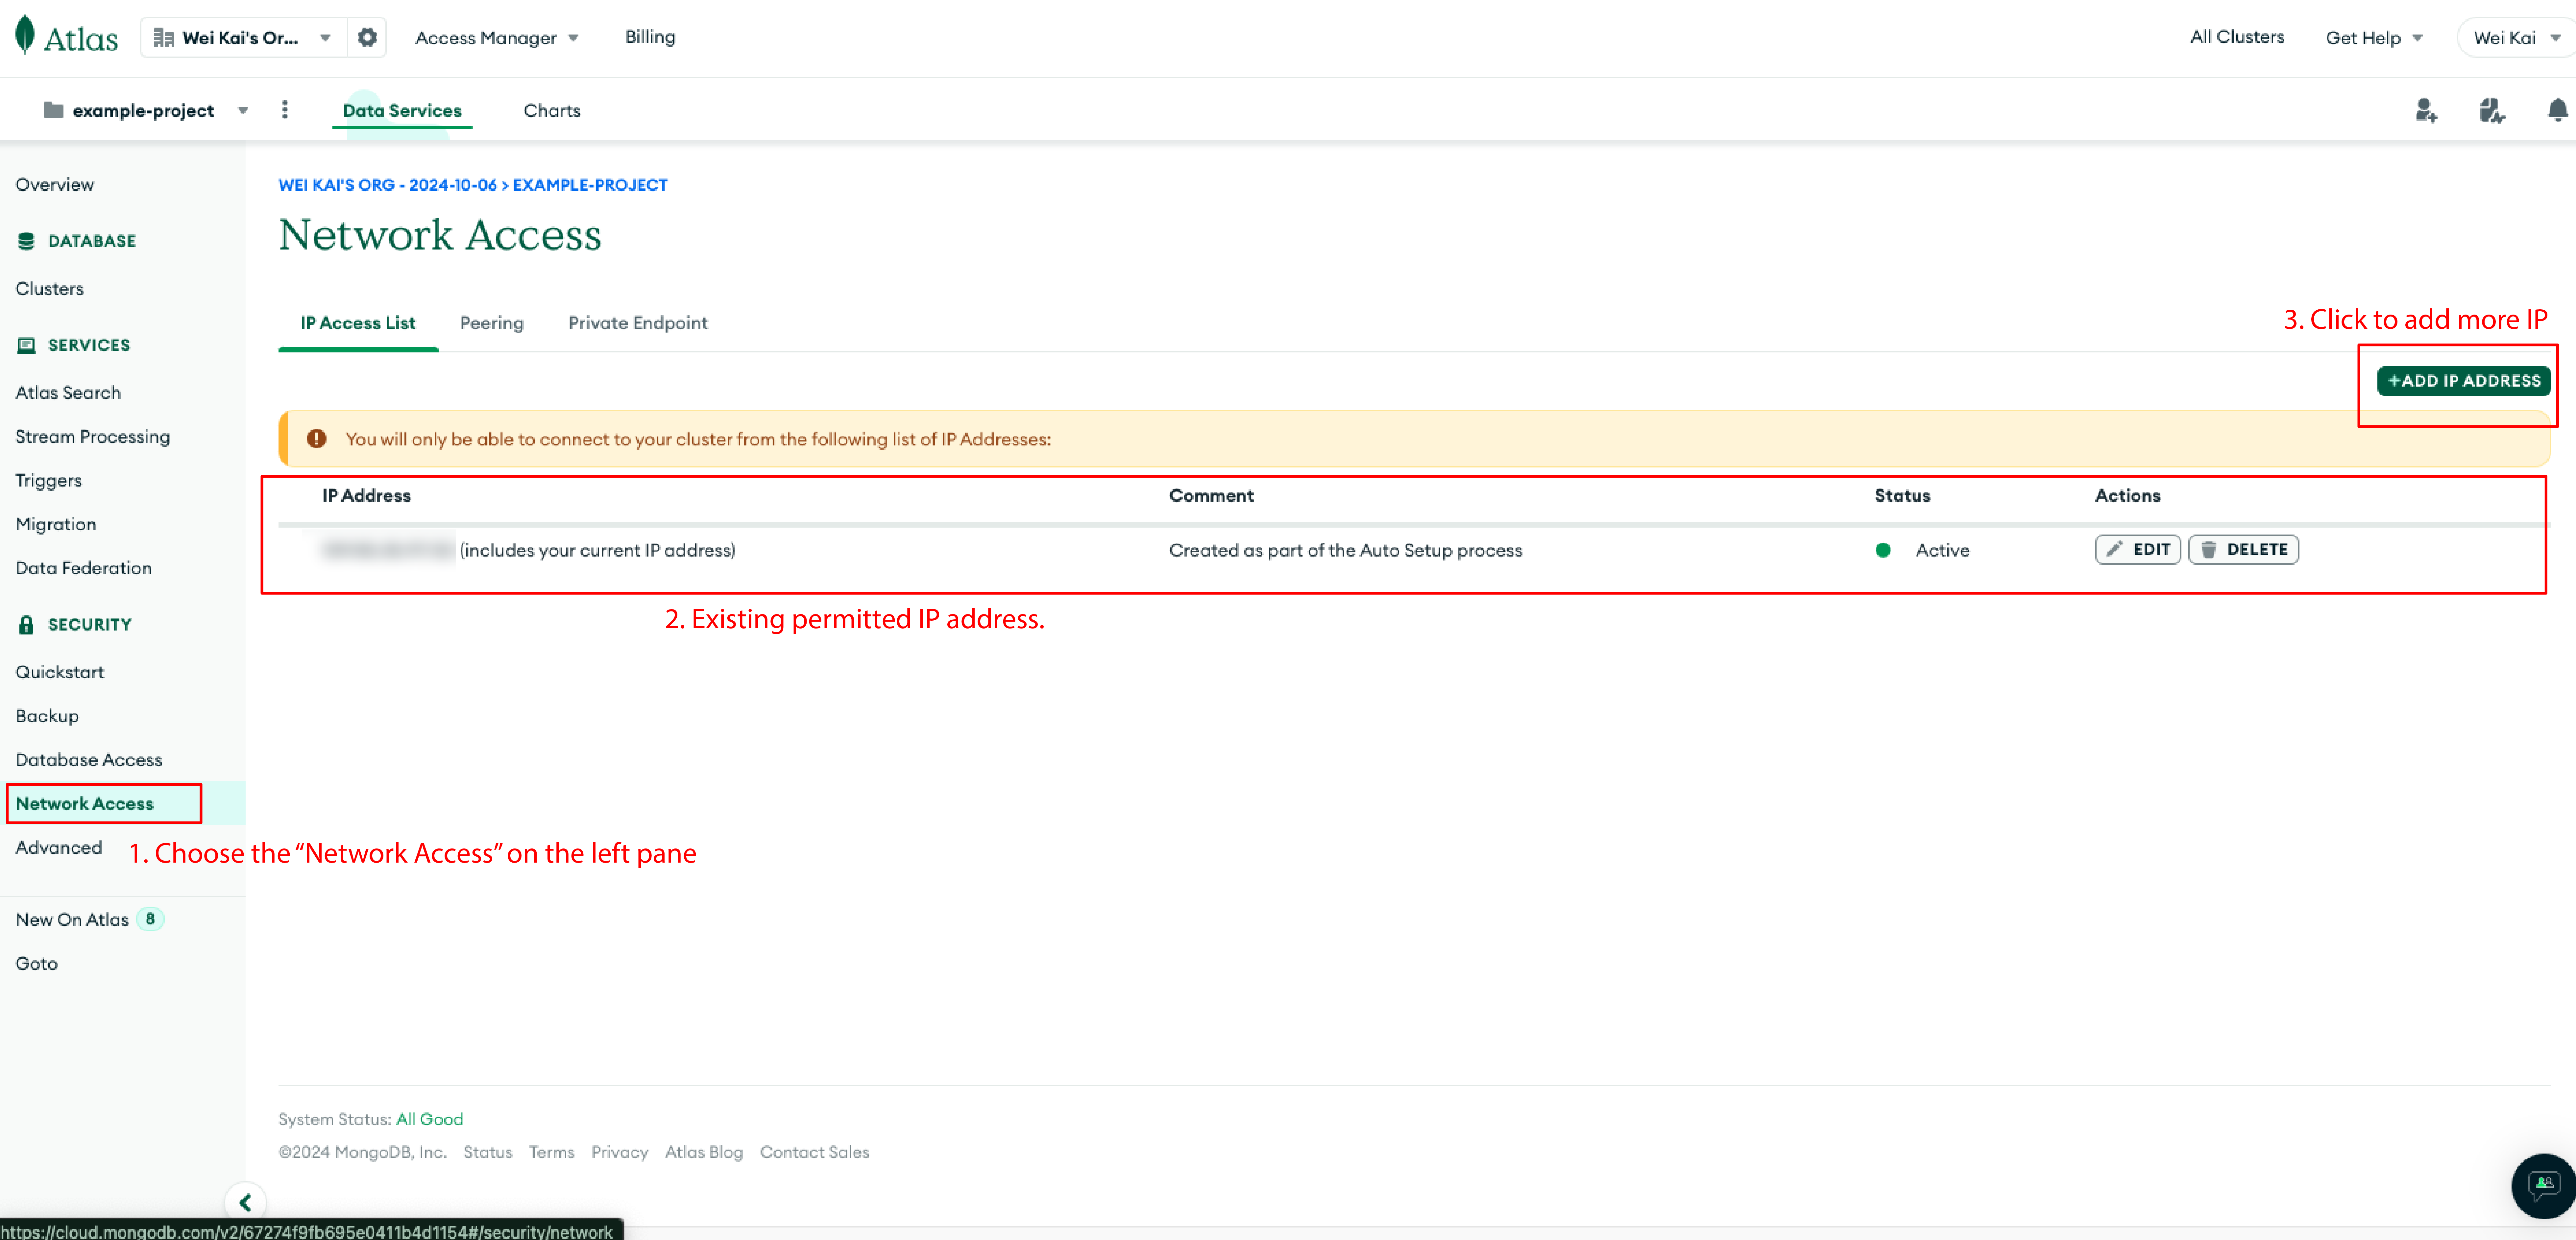 Atlas
Wei Kai's Or...
Access Manager
Billing
All Clusters
Get Help
Wei Kai
example-project
Data Services
Charts
Overview
DATABASE
Clusters
SERVICES
Atlas Search
Stream Processing
Triggers
Migration
Data Federation
SECURITY
Quickstart
Backup
Database Access
Network Access
Advanced
1. Choose the “Network Access” on the left pane
New On Atlas 8
Goto
WEI KAI'S ORG - 2024-10-06 > EXAMPLE-PROJECT
Network Access
IP Access List
Peering
Private Endpoint
3. Click to add more IP
+ADD IP ADDRESS
You will only be able to connect to your cluster from the following list of IP Addresses:
IP Address
Comment
Status
Actions
(includes your current IP address)
Created as part of the Auto Setup process
Active
EDIT
DELETE
2. Existing permitted IP address.
System Status: All Good
©2024 MongoDB, Inc. Status Terms Privacy Atlas Blog Contact Sales
https://cloud.mongodb.com/v2/67274f9fb695e0411b4d1154#/security/network